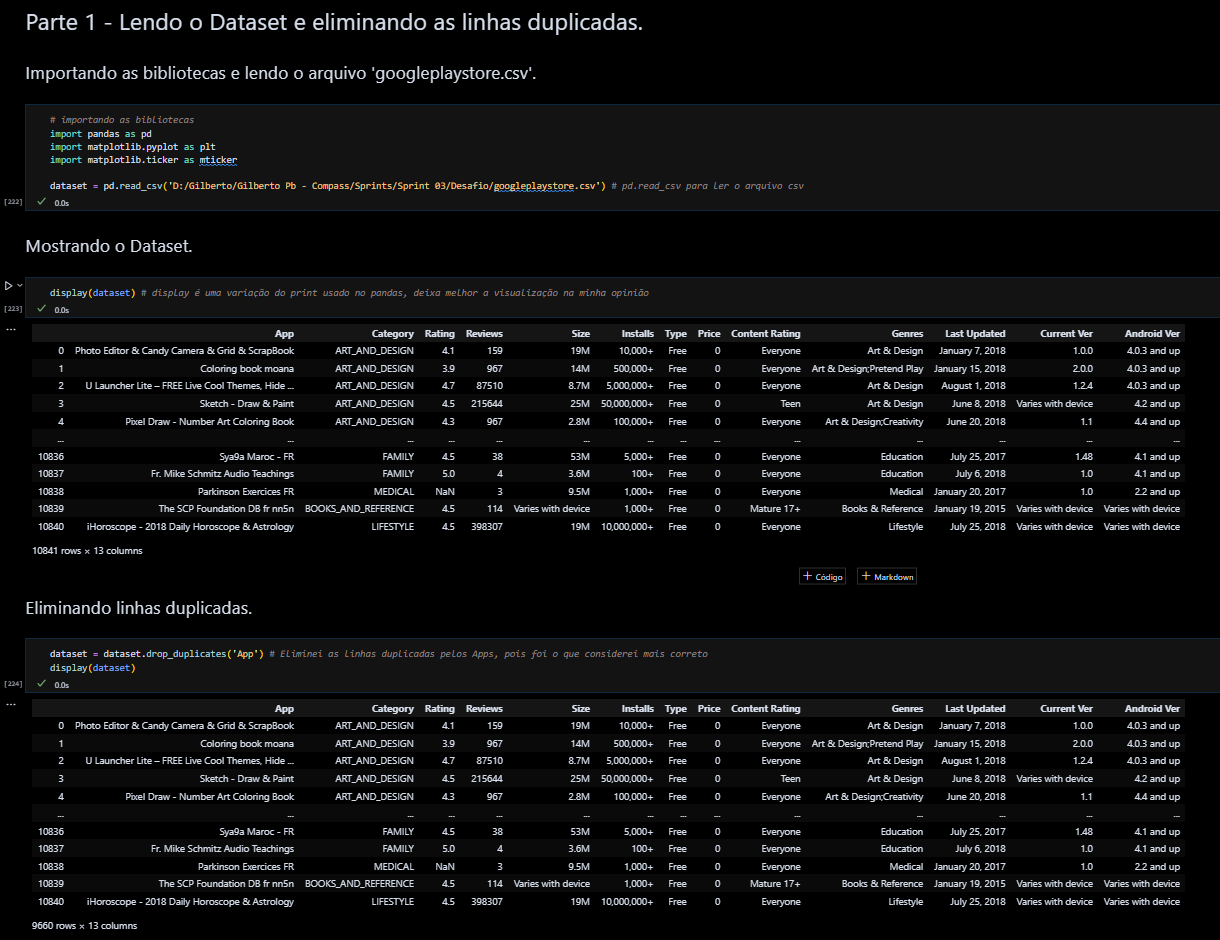 Parte 1 - Lendo o Dataset e eliminando as linhas duplicadas.
Importando as bibliotecas e lendo o arquivo 'googleplaystore.csv'.
# importando as bibliotecas
import pandas as pd
import matplotlib.pyplot as plt
import matplotlib.ticker as mticker
dataset = pd.read_csv('D:/Gilberto/Gilberto Pb - Compass/Sprints/Sprint 03/Desafio/googleplaystore.csv') # pd.read_csv para ler o arquivo csv
[222] ✓ 0.0s
Mostrando o Dataset.
display(dataset) # display é uma variação do print usado no pandas, deixa melhor a visualização na minha opinião
[223] ✓ 0.0s
...
App Category Rating Reviews Size Installs Type Price Content Rating Genres Last Updated Current Ver Android Ver
0 Photo Editor & Candy Camera & Grid & ScrapBook ART_AND_DESIGN 4.1 159 19M 10,000+ Free 0 Everyone Art & Design January 7, 2018 1.0.0 4.0.3 and up
1 Coloring book moana ART_AND_DESIGN 3.9 967 14M 500,000+ Free 0 Everyone Art & Design;Pretend Play January 15, 2018 2.0.0 4.0.3 and up
2 U Launcher Lite – FREE Live Cool Themes, Hide ... ART_AND_DESIGN 4.7 87510 8.7M 5,000,000+ Free 0 Everyone Art & Design August 1, 2018 1.2.4 4.0.3 and up
3 Sketch - Draw & Paint ART_AND_DESIGN 4.5 215644 25M 50,000,000+ Free 0 Teen Art & Design June 8, 2018 Varies with device 4.2 and up
4 Pixel Draw - Number Art Coloring Book ART_AND_DESIGN 4.3 967 2.8M 100,000+ Free 0 Everyone Art & Design;Creativity June 20, 2018 1.1 4.4 and up
... ... ... ... ... ... ... ... ... ... ... ... ... ...
10836 Sya9a Maroc - FR FAMILY 4.5 38 53M 5,000+ Free 0 Everyone Education July 25, 2017 1.48 4.1 and up
10837 Fr. Mike Schmitz Audio Teachings FAMILY 5.0 4 3.6M 100+ Free 0 Everyone Education July 6, 2018 1.0 4.1 and up
10838 Parkinson Exercices FR MEDICAL NaN 3 9.5M 1,000+ Free 0 Everyone Medical January 20, 2017 1.0 2.2 and up
10839 The SCP Foundation DB fr nn5n BOOKS_AND_REFERENCE 4.5 114 Varies with device 1,000+ Free 0 Mature 17+ Books & Reference January 19, 2015 Varies with device Varies with device
10840 iHoroscope - 2018 Daily Horoscope & Astrology LIFESTYLE 4.5 398307 19M 10,000,000+ Free 0 Everyone Lifestyle July 25, 2018 Varies with device Varies with device
10841 rows × 13 columns
+ Código + Markdown
Eliminando linhas duplicadas.
dataset = dataset.drop_duplicates('App') # Eliminei as linhas duplicadas pelos Apps, pois foi o que considerei mais correto
display(dataset)
[224] ✓ 0.0s
...
App Category Rating Reviews Size Installs Type Price Content Rating Genres Last Updated Current Ver Android Ver
0 Photo Editor & Candy Camera & Grid & ScrapBook ART_AND_DESIGN 4.1 159 19M 10,000+ Free 0 Everyone Art & Design January 7, 2018 1.0.0 4.0.3 and up
1 Coloring book moana ART_AND_DESIGN 3.9 967 14M 500,000+ Free 0 Everyone Art & Design;Pretend Play January 15, 2018 2.0.0 4.0.3 and up
2 U Launcher Lite – FREE Live Cool Themes, Hide ... ART_AND_DESIGN 4.7 87510 8.7M 5,000,000+ Free 0 Everyone Art & Design August 1, 2018 1.2.4 4.0.3 and up
3 Sketch - Draw & Paint ART_AND_DESIGN 4.5 215644 25M 50,000,000+ Free 0 Teen Art & Design June 8, 2018 Varies with device 4.2 and up
4 Pixel Draw - Number Art Coloring Book ART_AND_DESIGN 4.3 967 2.8M 100,000+ Free 0 Everyone Art & Design;Creativity June 20, 2018 1.1 4.4 and up
... ... ... ... ... ... ... ... ... ... ... ... ... ...
10836 Sya9a Maroc - FR FAMILY 4.5 38 53M 5,000+ Free 0 Everyone Education July 25, 2017 1.48 4.1 and up
10837 Fr. Mike Schmitz Audio Teachings FAMILY 5.0 4 3.6M 100+ Free 0 Everyone Education July 6, 2018 1.0 4.1 and up
10838 Parkinson Exercices FR MEDICAL NaN 3 9.5M 1,000+ Free 0 Everyone Medical January 20, 2017 1.0 2.2 and up
10839 The SCP Foundation DB fr nn5n BOOKS_AND_REFERENCE 4.5 114 Varies with device 1,000+ Free 0 Mature 17+ Books & Reference January 19, 2015 Varies with device Varies with device
10840 iHoroscope - 2018 Daily Horoscope & Astrology LIFESTYLE 4.5 398307 19M 10,000,000+ Free 0 Everyone Lifestyle July 25, 2018 Varies with device Varies with device
9660 rows × 13 columns